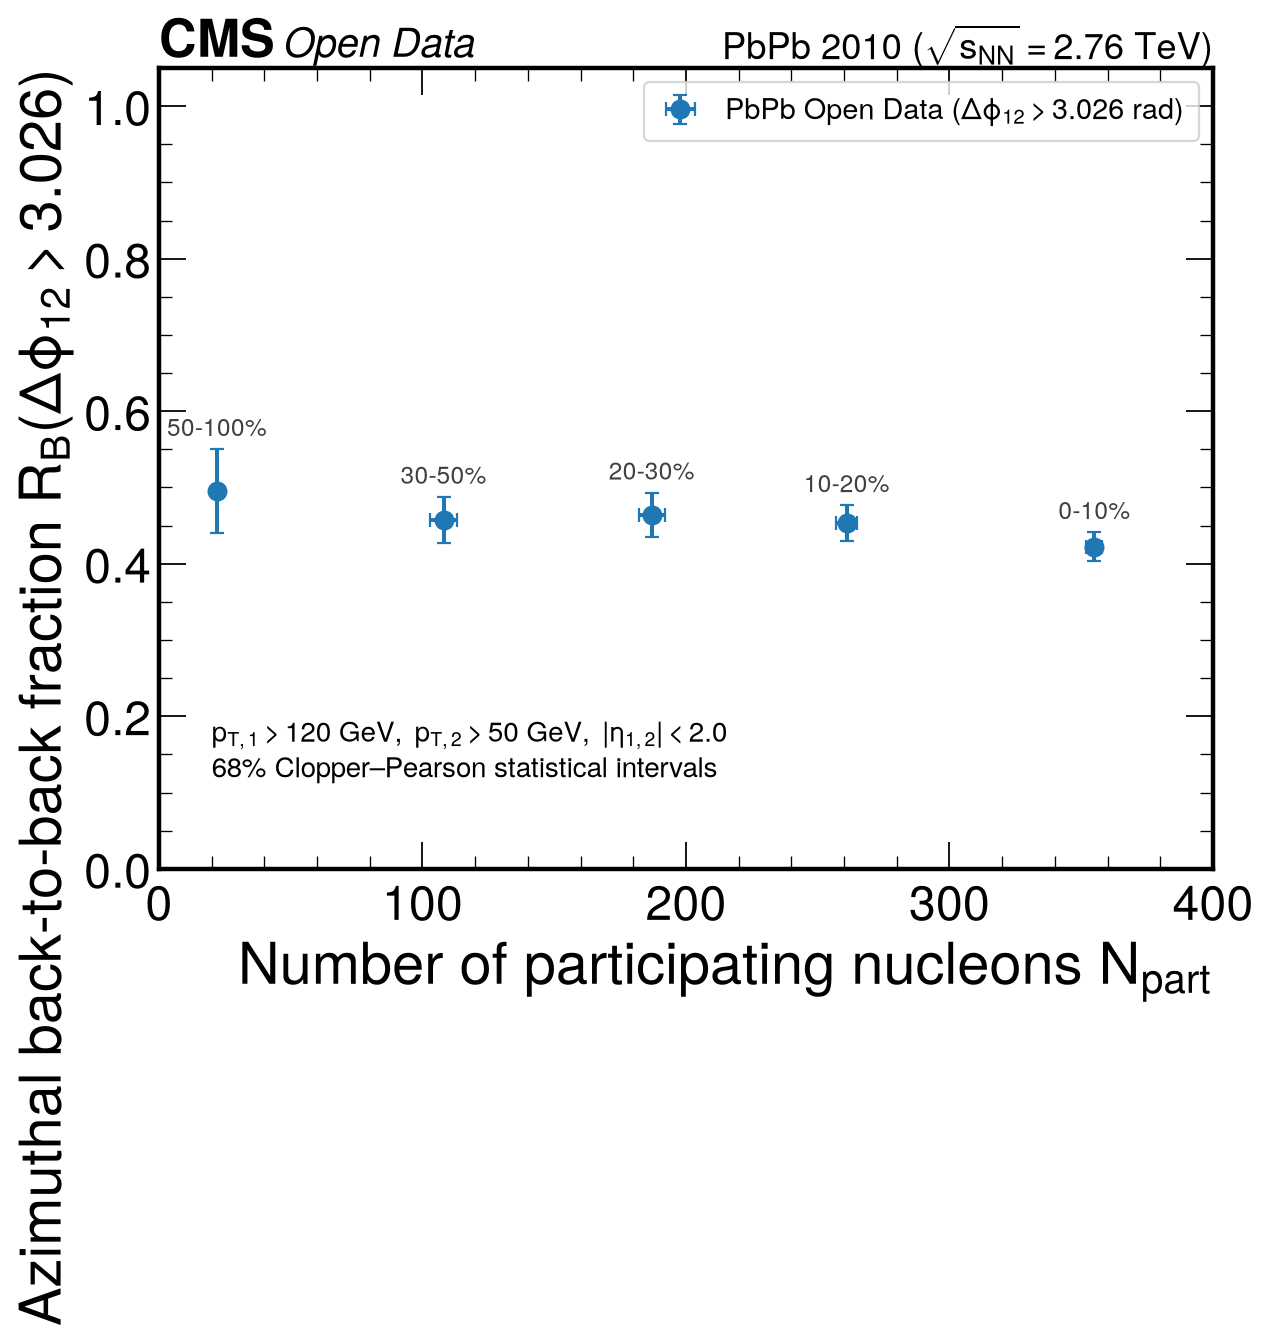 CMS Open Data
PbPb 2010 (√sNN = 2.76 TeV)
PbPb Open Data (Δϕ12 > 3.026 rad)
Azimuthal back-to-back fraction RB(Δϕ12 > 3.026)
1.0
0.8
0.6
0.4
0.2
0.0
50-100%
30-50%
20-30%
10-20%
0-10%
pT, 1 > 120 GeV, pT, 2 > 50 GeV, |η1, 2| < 2.0
68% Clopper–Pearson statistical intervals
0
100
200
300
400
Number of participating nucleons Npart